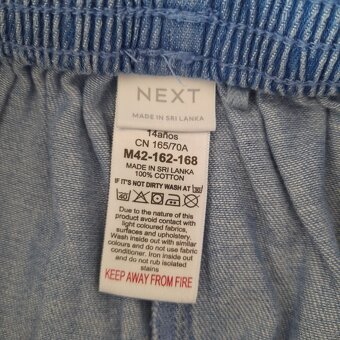 NEXT
MADE IN SRI LANKA
14años
CN 165/70A
M42-162-168
MADE IN SRI LANKA
100% COTTON
IF IT'S NOT DIRTY WASH AT 30
40
Due to the nature of this
product avoid contact with
light coloured fabrics,
surfaces and upholstery.
Wash inside out with similar
colours and do not use fabric
conditioner. Iron inside out
and do not rub isolated
stains
KEEP AWAY FROM FIRE